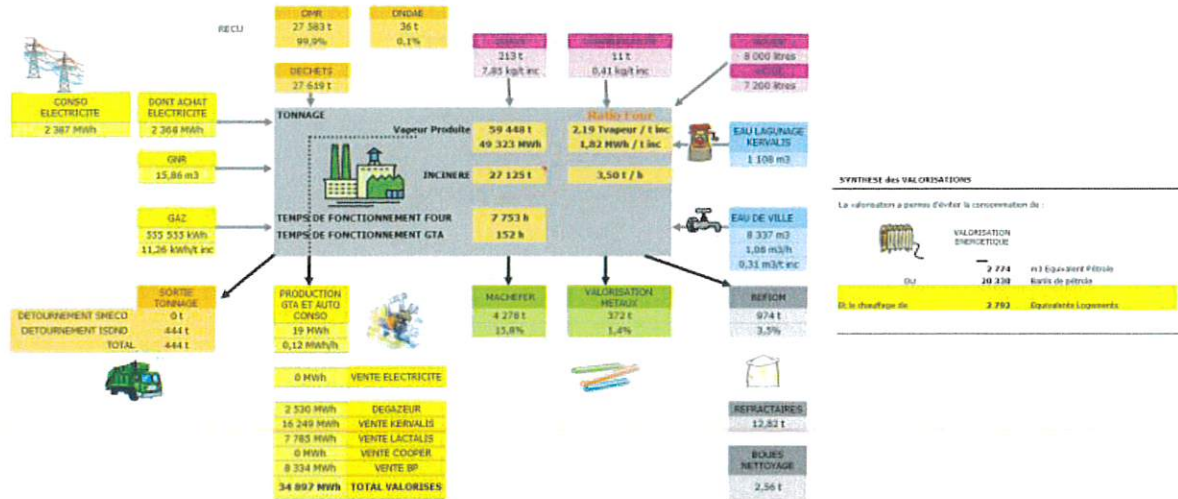 RECU
OMR
27 583 t
99,9%
DNDAE
36 t
0,1%
DECHETS
27 619 t
213 t
7,85 kg/t inc
11 t
0,41 kg/t inc
8 000 litres
7 200 litres
CONSO
ELECTRICITE
2 387 MWh
DONT ACHAT
ELECTRICITE
2 368 MWh
GNR
15,86 m3
GAZ
555 535 kWh
11,26 kWh/t inc
TONNAGE
Ratio Four
Vapeur Produite
59 448 t
2,19 Tvapeur / t inc
49 323 MWh
1,82 MWh / t inc
INCINERE
27 125 t
3,50 t / h
TEMPS DE FONCTIONNEMENT FOUR
7 753 h
TEMPS DE FONCTIONNEMENT GTA
152 h
EAU LAGUNAGE
KERVALIS
1 108 m3
EAU DE VILLE
8 337 m3
1,08 m3/h
0,31 m3/t inc
SORTIE
TONNAGE
DETOURNEMENT SMECO
0 t
DETOURNEMENT ISDND
444 t
TOTAL
444 t
PRODUCTION
GTA ET AUTO
CONSO
19 MWh
0,12 MWh/h
MACHEFER
4 278 t
15,8%
VALORISATION
METAUX
372 t
1,4%
REFIOM
974 t
3,5%
0 MWh
VENTE ELECTRICITE
2 530 MWh
DEGAZEUR
16 249 MWh
VENTE KERVALIS
7 785 MWh
VENTE LACTALIS
0 MWh
VENTE COOPER
8 334 MWh
VENTE BP
34 897 MWh
TOTAL VALORISES
REFRACTAIRES
12,82 t
BOUES
NETTOYAGE
2,56 t
SYNTHESE des VALORISATIONS
La valorisation a permis d'éviter la consommation de :
VALORISATION
ENERGETIQUE
2 774
m3 Equivalent Pétrole
OU
20 330
Barils de pétrole
Et le chauffage de
2 792
Equivalents Logements